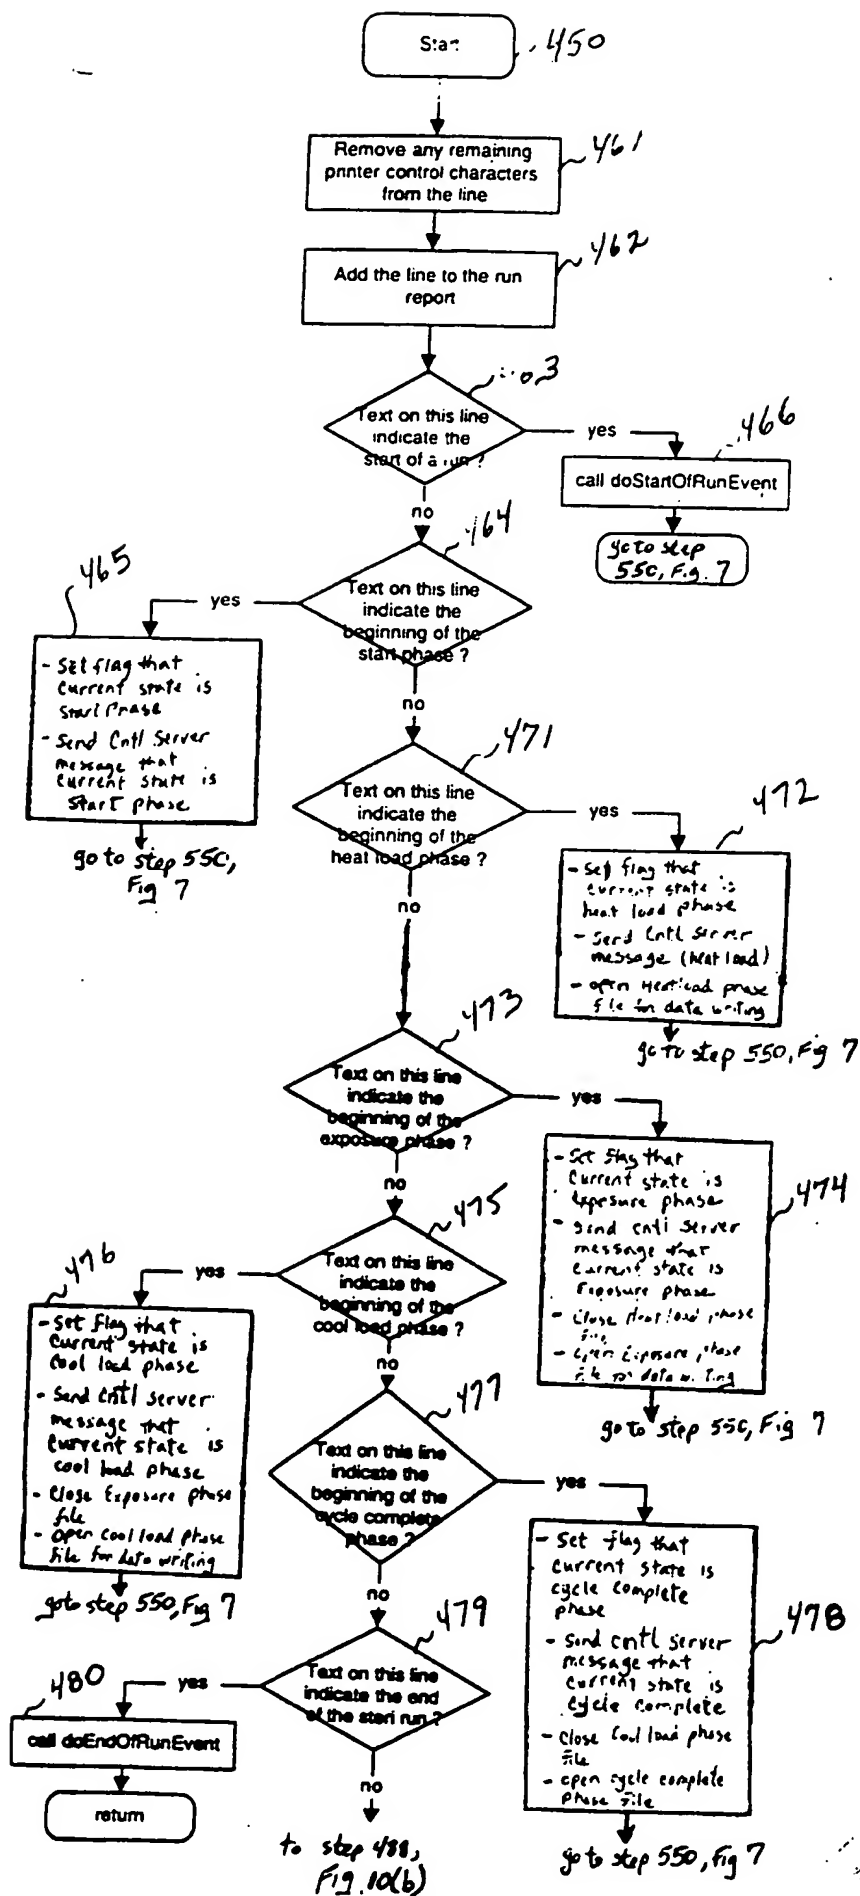 Start
450
Remove any remaining
printer control characters
from the line
461
Add the line to the run
report
462
Text on this line
indicate the
start of a run ?
yes
466
call doStartOfRunEvent
go to step
550, Fig. 7
no
464
Text on this line
indicate the
beginning of the
start phase ?
yes
465
- Set flag that
current state is
start phase
- Send Cntl Server
message that
current state is
start phase
go to step 550,
Fig 7
no
471
Text on this line
indicate the
beginning of the
heat load phase ?
yes
472
- Set flag that
current state is
heat load phase
- Send Cntl Server
message (heat load)
- open Heatload phase
file for data writing
go to step 550, Fig 7
no
473
Text on this line
indicate the
beginning of the
exposure phase ?
yes
474
- Set flag that
current state is
Exposure phase
- Send cntl server
message that
current state is
Exposure phase
- Close Heat load phase
file
- Open Exposure phase
file for data writing
go to step 550, Fig 7
no
475
Text on this line
indicate the
beginning of the
cool load phase ?
yes
476
- Set flag that
current state is
cool load phase
- Send cntl server
message that
current state is
cool load phase
- Close Exposure phase
file
- Open cool load phase
file for data writing
go to step 550, Fig 7
no
477
Text on this line
indicate the
beginning of the
cycle complete
phase ?
yes
478
- Set flag that
current state is
cycle complete
phase
- Send cntl server
message that
current state is
cycle complete
- Close Cool load phase
file
- open cycle complete
phase file
go to step 550, Fig 7
no
479
Text on this line
indicate the end
of the steri run ?
yes
480
call doEndOfRunEvent
return
no
to step 488,
Fig. 10(b)